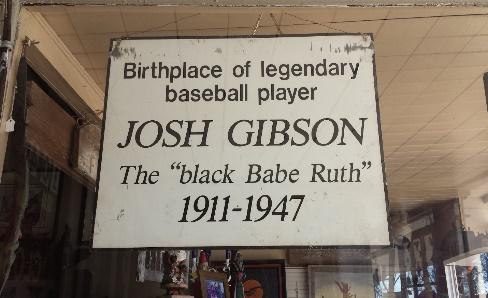 Birthplace of legendary
baseball player
JOSH GIBSON
The "black Babe Ruth"
1911-1947